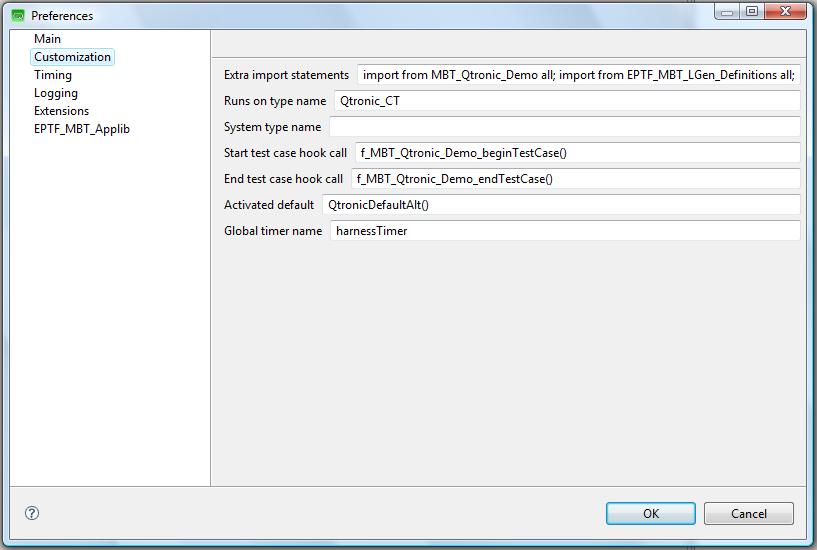 Preferences
Main
Customization
Timing
Logging
Extensions
EPTF_MBT_Applib
Extra import statements import from MBT_Qtronic_Demo all; import from EPTF_MBT_LGen_Definitions all;
Runs on type name Qtronic_CT
System type name
Start test case hook call f_MBT_Qtronic_Demo_beginTestCase()
End test case hook call f_MBT_Qtronic_Demo_endTestCase()
Activated default QtronicDefaultAlt()
Global timer name harnessTimer
?
OK Cancel